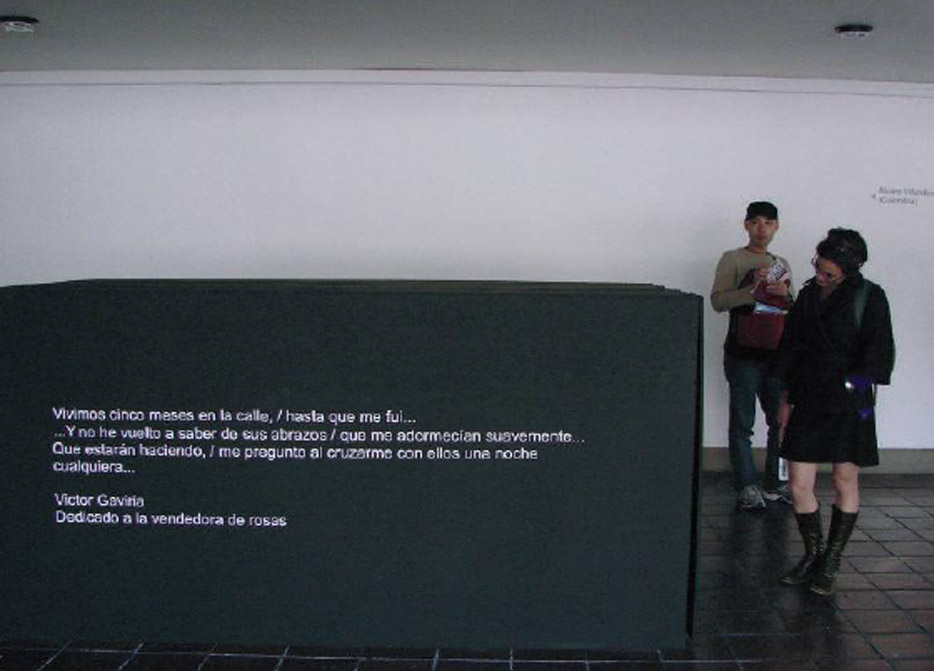 Vivimos cinco meses en la calle, / hasta que me fui...
...Y no he vuelto a saber de sus abrazos / que me adormecían suavemente...
Que estarán haciendo, / me pregunto al cruzarme con ellos una noche
cualquiera...
Victor Gaviria
Dedicado a la vendedora de rosas
(Colombia)